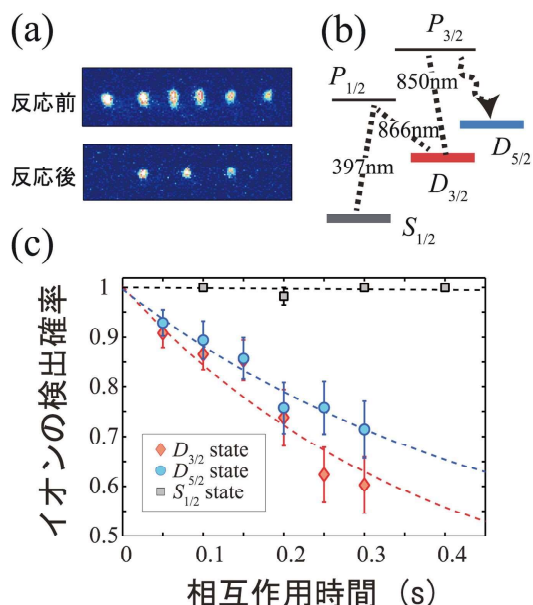 (a)
反応前
反応後
(b)
P3/2
P1/2
850nm
866nm
D5/2
397nm
D3/2
S1/2
(c)
イオンの検出確率
1
0.9
0.8
0.7
0.6
0.5
D3/2 state
D5/2 state
S1/2 state
0 0.1 0.2 0.3 0.4
相互作用時間 (s)